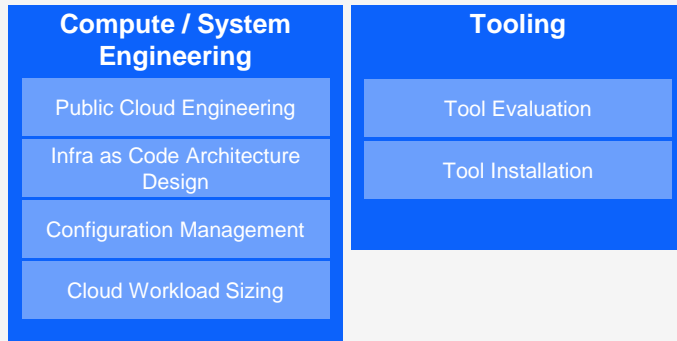 Compute / System
Engineering
Public Cloud Engineering
Infra as Code Architecture
Design
Configuration Management
Cloud Workload Sizing
Tooling
Tool Evaluation
Tool Installation